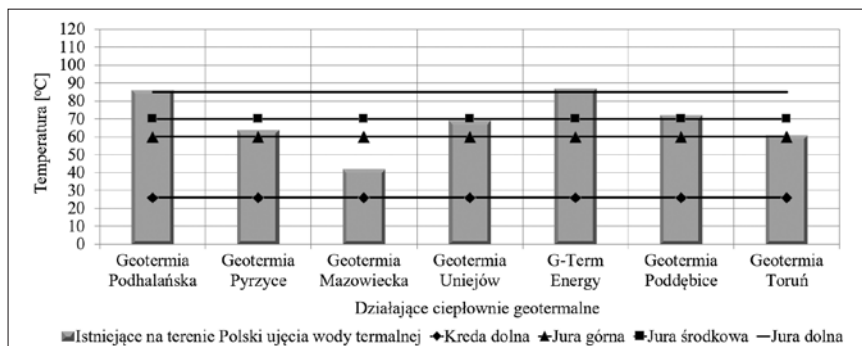 Temperatura [°C]
120
110
100
90
80
70
60
50
40
30
20
10
0
Geotermia Podhalańska
Geotermia Pyrzyce
Geotermia Mazowiecka
Geotermia Uniejów
G-Term Energy
Geotermia Poddębice
Geotermia Toruń
Działające ciepłownie geotermalne
Istniejące na terenie Polski ujęcia wody termalnej
Kreda dolna
Jura górna
Jura środkowa
Jura dolna